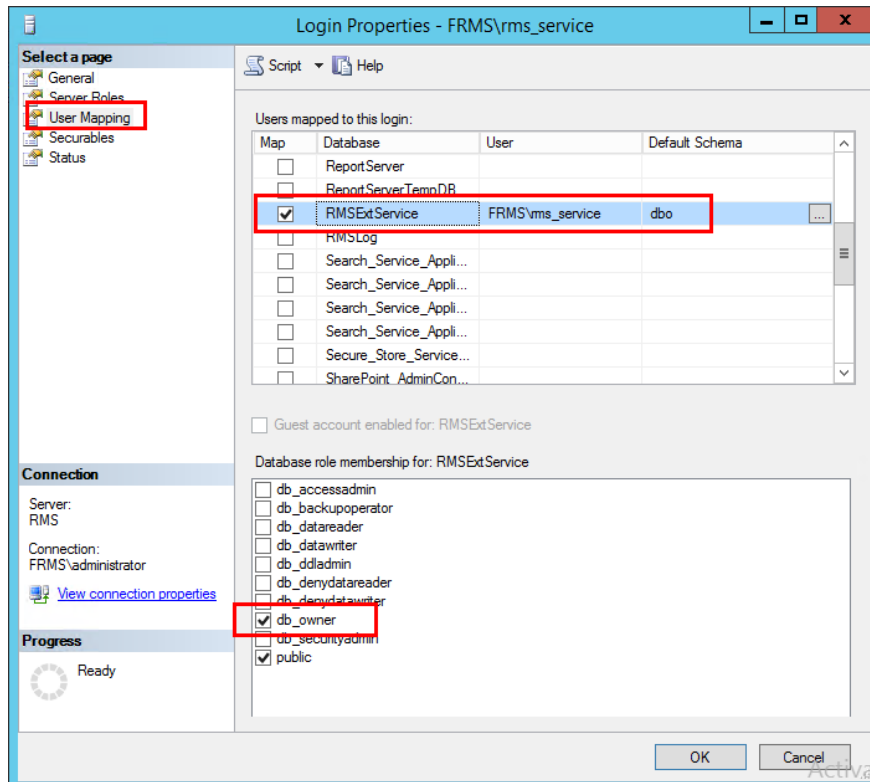 Login Properties - FRMS\rms_service
Select a page
General
Server Roles
User Mapping
Securables
Status
Script Help
Users mapped to this login:
Map Database User Default Schema
ReportServer
ReportServerTempDB
RMSExtService FRMS\rms_service dbo ...
RMSLog
Search_Service_Appli...
Search_Service_Appli...
Search_Service_Appli...
Search_Service_Appli...
Secure_Store_Service...
SharePoint_AdminCon...
Guest account enabled for: RMSExtService
Database role membership for: RMSExtService
db_accessadmin
db_backupoperator
db_datareader
db_datawriter
db_ddladmin
db_denydatareader
db_denydatawriter
db_owner
db_securityadmin
public
Connection
Server:
RMS
Connection:
FRMS\administrator
View connection properties
Progress
Ready
OK Cancel